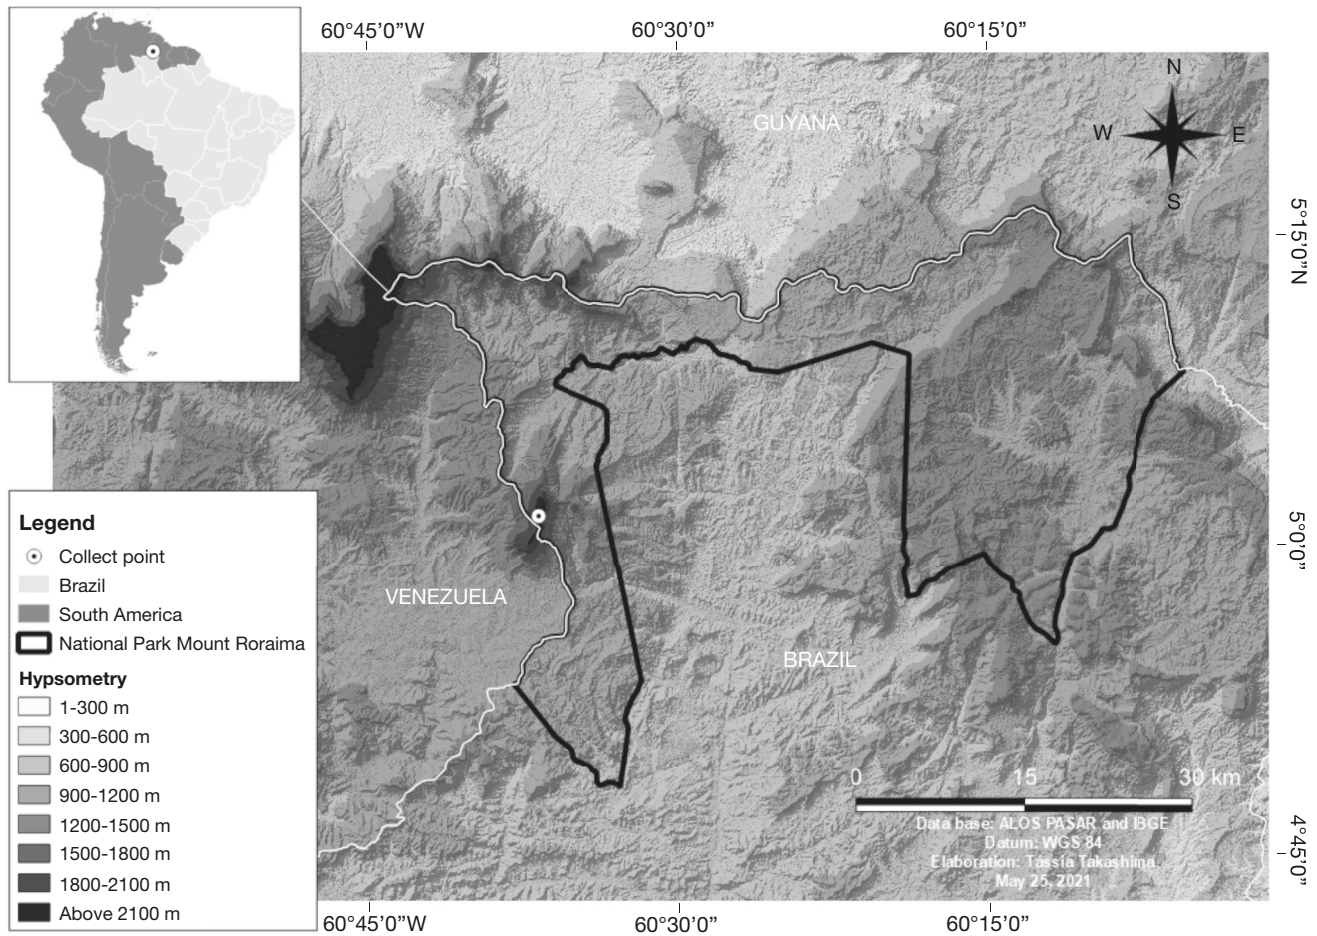 60°45'0"W
60°30'0"
60°15'0"
N
W
E
S
GUYANA
5°15'0"N
5°0'0"
4°45'0"
VENEZUELA
BRAZIL
Legend
Collect point
Brazil
South America
National Park Mount Roraima
Hypsometry
1-300 m
300-600 m
600-900 m
900-1200 m
1200-1500 m
1500-1800 m
1800-2100 m
Above 2100 m
0 15 30 km
Data base: ALOS PASAR and IBGE
Datum: WGS 84
Elaboration: Tássia Takashima
May 25, 2021
60°45'0"W
60°30'0"
60°15'0"